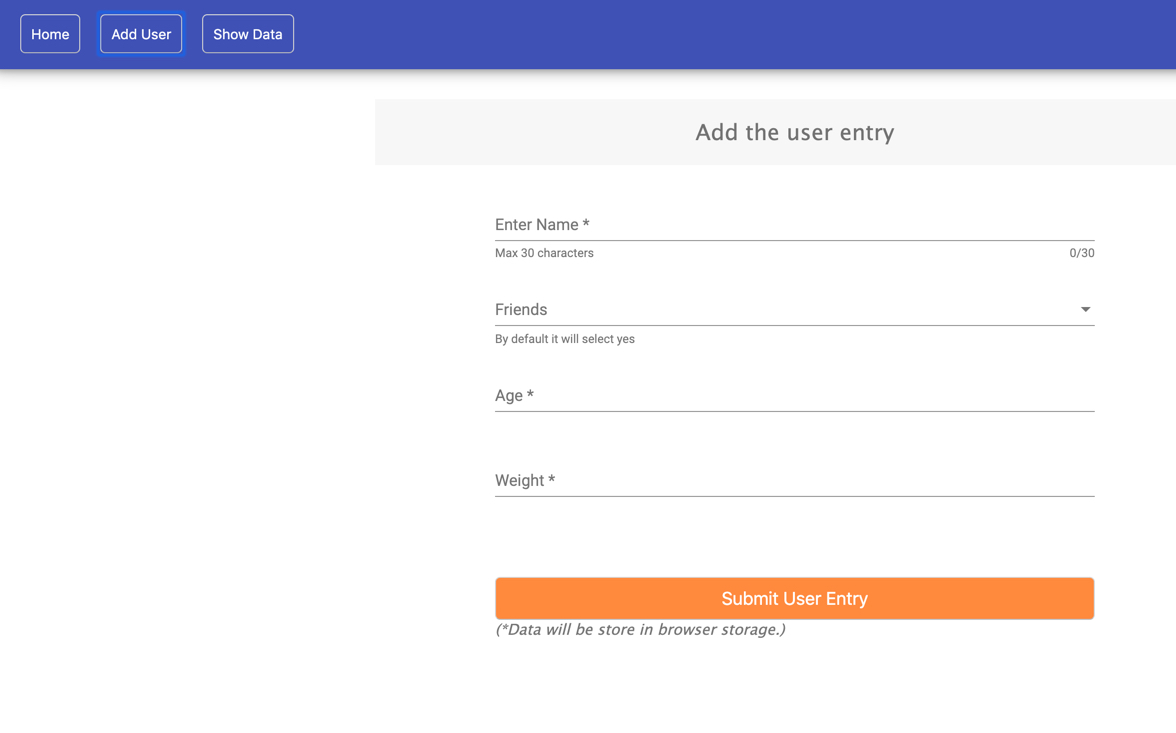 Home Add User Show Data
Add the user entry
Enter Name *
Max 30 characters 0/30
Friends
By default it will select yes
Age *
Weight *
Submit User Entry
(*Data will be store in browser storage.)